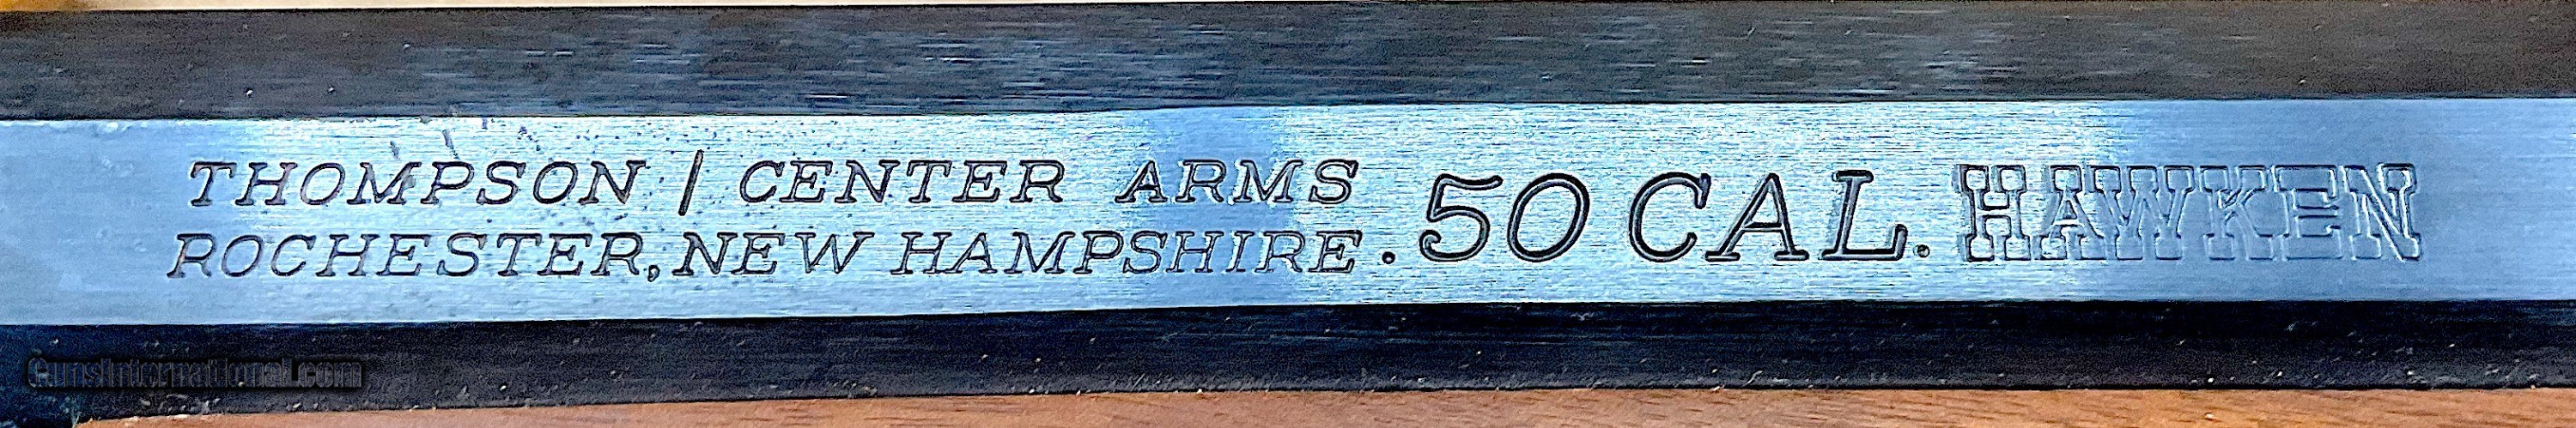 THOMPSON / CENTER ARMS
ROCHESTER, NEW HAMPSHIRE.
.50 CAL. HAWKEN
GunsInternational.com